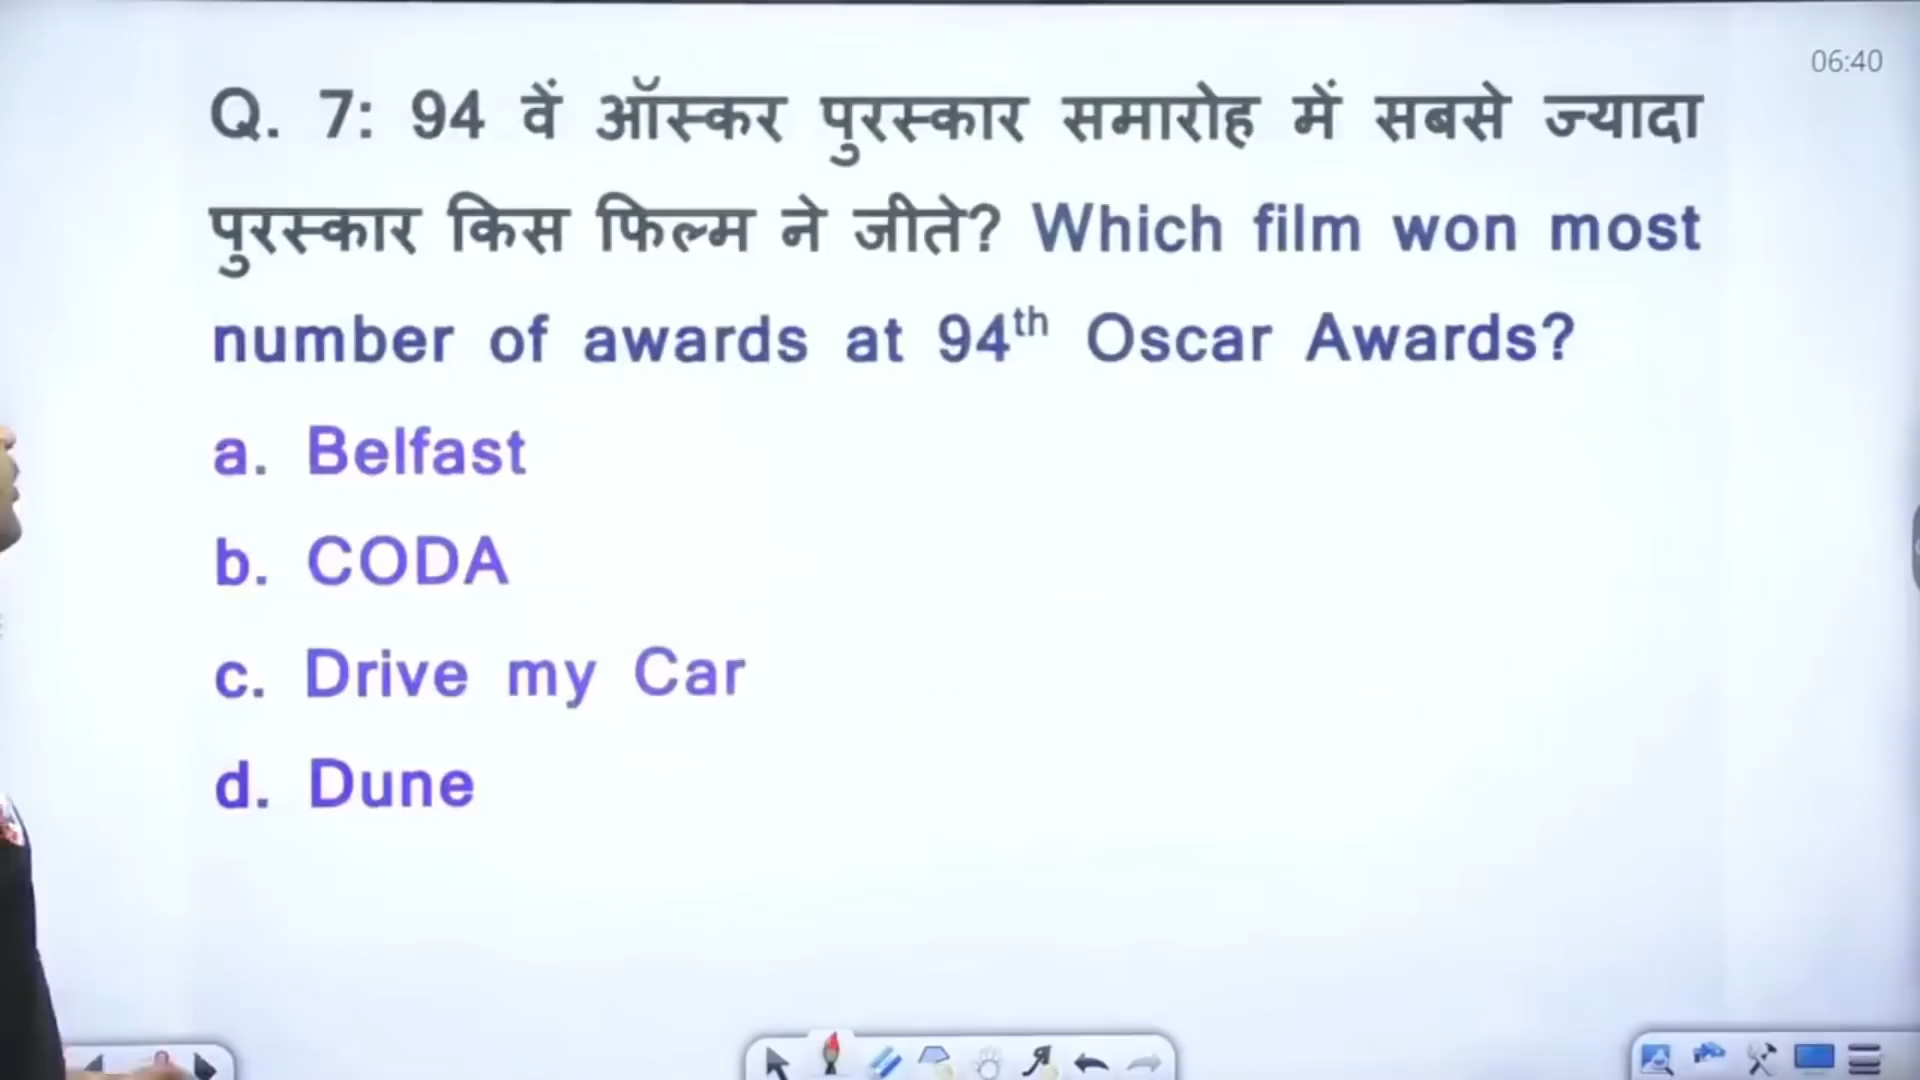 06:40
Q. 7: 94 वें ऑस्कर पुरस्कार समारोह में सबसे ज्यादा
पुरस्कार किस फिल्म ने जीते? Which film won most
number of awards at 94th Oscar Awards?
a. Belfast
b. CODA
c. Drive my Car
d. Dune